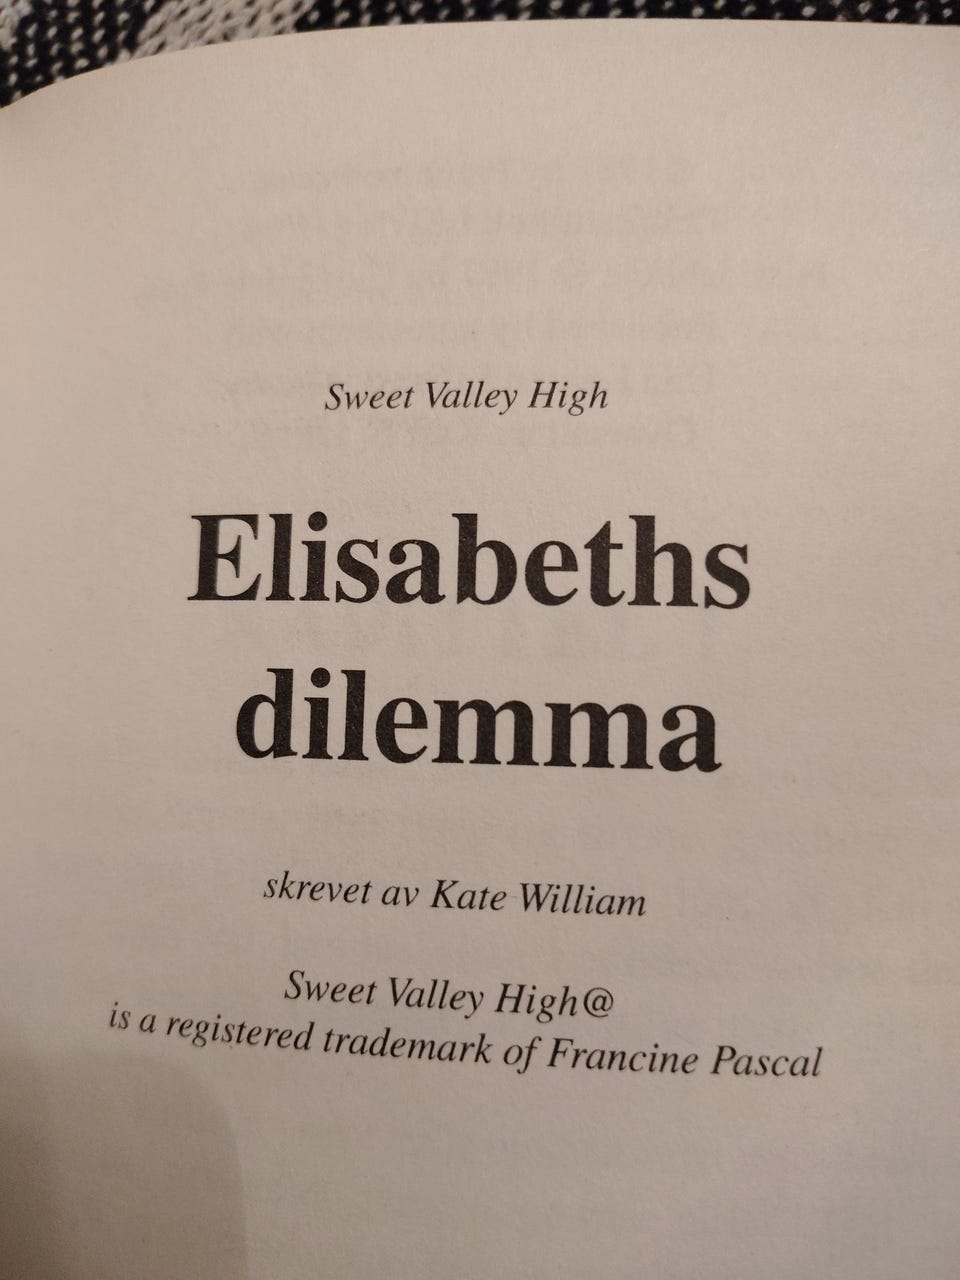 Sweet Valley High
Elisabeths
dilemma
skrevet av Kate William
Sweet Valley High@
is a registered trademark of Francine Pascal